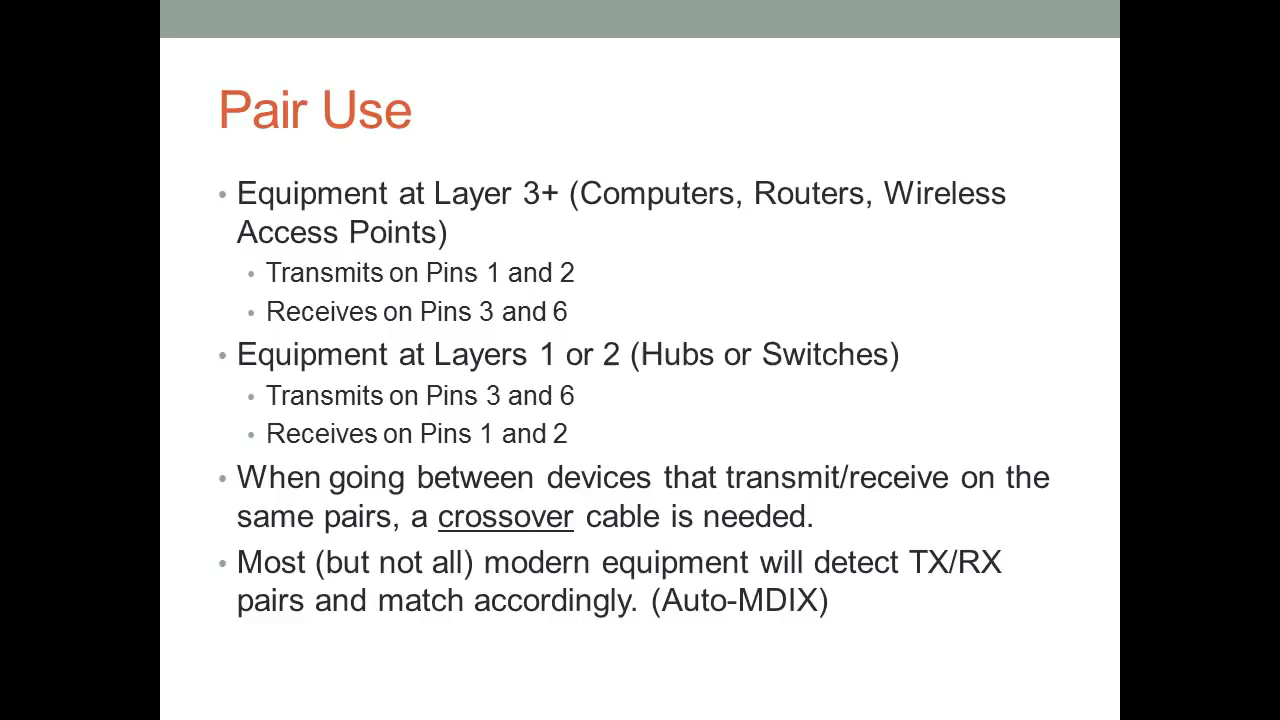 Pair Use
• Equipment at Layer 3+ (Computers, Routers, Wireless
Access Points)
• Transmits on Pins 1 and 2
• Receives on Pins 3 and 6
• Equipment at Layers 1 or 2 (Hubs or Switches)
• Transmits on Pins 3 and 6
• Receives on Pins 1 and 2
• When going between devices that transmit/receive on the
same pairs, a crossover cable is needed.
• Most (but not all) modern equipment will detect TX/RX
pairs and match accordingly. (Auto-MDIX)